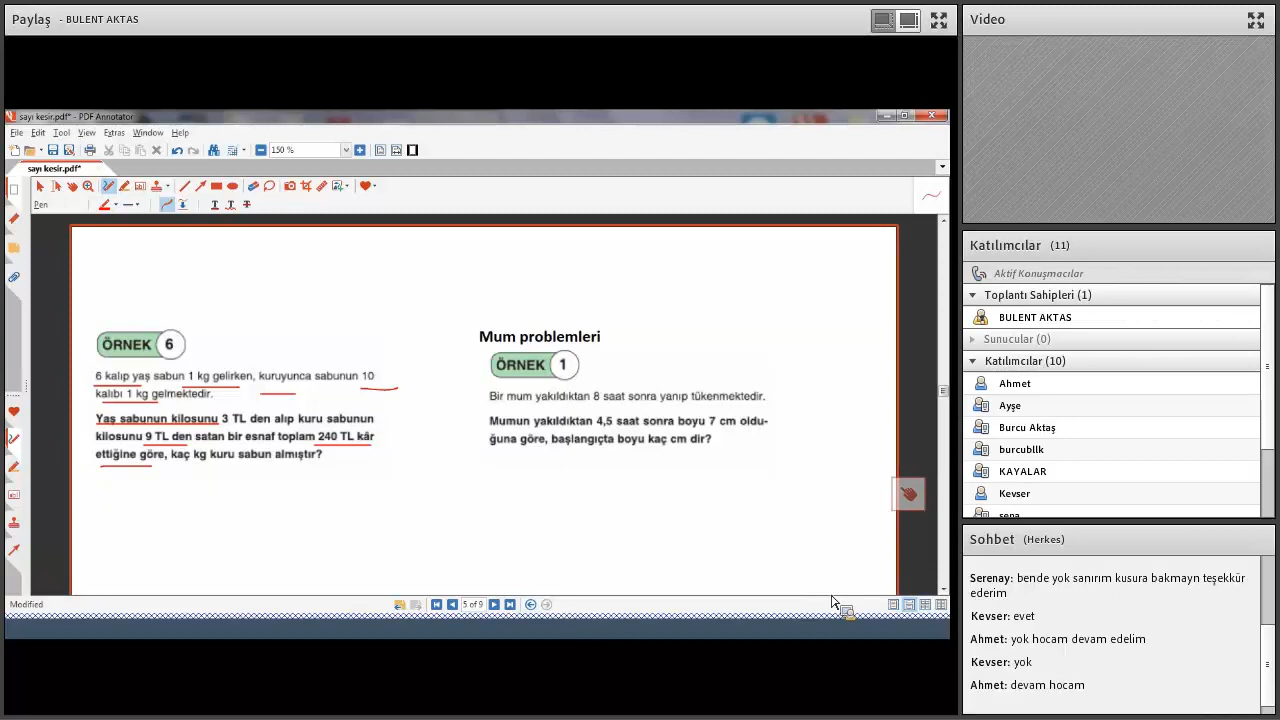 Paylaş - BULENT AKTAS
sayı kesir.pdf* - PDF Annotator
File Edit Tool View Extras Window Help
150 %
sayı kesir.pdf*
Pen
ÖRNEK 6
6 kalıp yaş sabun 1 kg gelirken, kuruyunca sabunun 10
kalıbı 1 kg gelmektedir.
Yaş sabunun kilosunu 3 TL den alıp kuru sabunun
kilosunu 9 TL den satan bir esnaf toplam 240 TL kâr
ettiğine göre, kaç kg kuru sabun almıştır?
Mum problemleri
ÖRNEK 1
Bir mum yakıldıktan 8 saat sonra yanıp tükenmektedir.
Mumun yakıldıktan 4,5 saat sonra boyu 7 cm oldu-
ğuna göre, başlangıçta boyu kaç cm dir?
Modified
5 of 9
Video
Katılımcılar (11)
Aktif Konuşmacılar
Toplantı Sahipleri (1)
BULENT AKTAS
Sunucular (0)
Katılımcılar (10)
Ahmet
Ayşe
Burcu Aktaş
burcubllk
KAYALAR
Kevser
sena
Sohbet (Herkes)
Serenay: bende yok sanırım kusura bakmayn teşekkür
ederim
Kevser: evet
Ahmet: yok hocam devam edelim
Kevser: yok
Ahmet: devam hocam